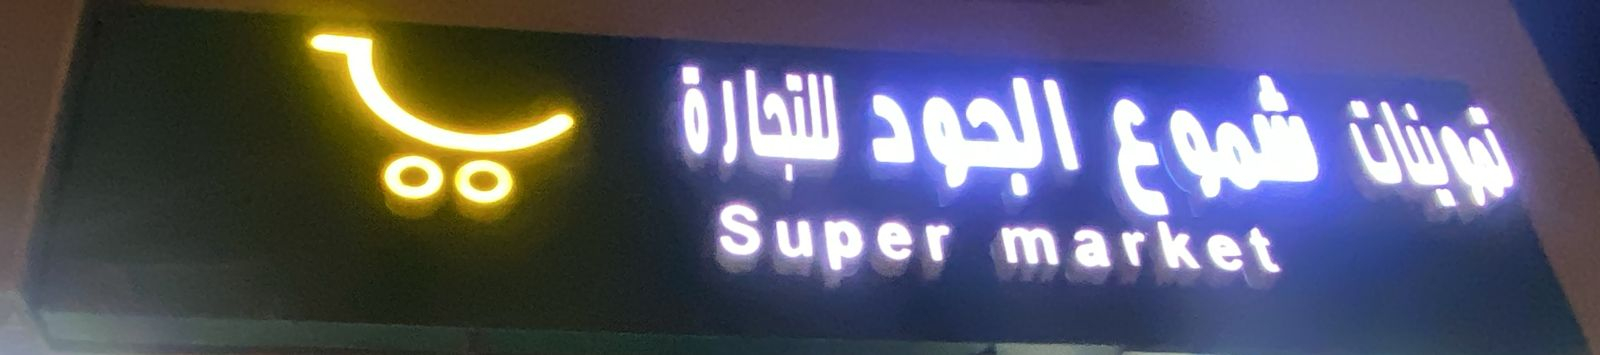 تموينات شموع الجود للتجارة
Super market